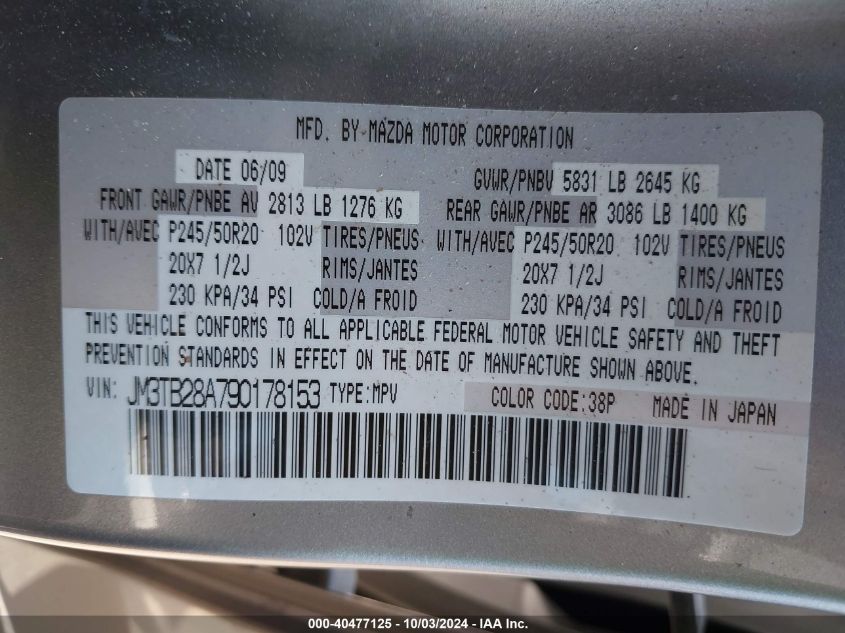 MFD. BY MAZDA MOTOR CORPORATION
DATE 06/09 GVWR/PNBV 5831 LB 2645 KG
FRONT GAWR/PNBE AV 2813 LB 1276 KG REAR GAWR/PNBE AR 3086 LB 1400 KG
WITH/AVEC P245/50R20 102V TIRES/PNEUS WITH/AVEC P245/50R20 102V TIRES/PNEUS
20X7 1/2J RIMS/JANTES 20X7 1/2J RIMS/JANTES
230 KPA/34 PSI COLD/A FROID 230 KPA/34 PSI COLD/A FROID
THIS VEHICLE CONFORMS TO ALL APPLICABLE FEDERAL MOTOR VEHICLE SAFETY AND THEFT
PREVENTION STANDARDS IN EFFECT ON THE DATE OF MANUFACTURE SHOWN ABOVE.
VIN: JM3TB28A790178153 TYPE:MPV COLOR CODE:38P MADE IN JAPAN
000-40477125 - 10/03/2024 - IAA Inc.